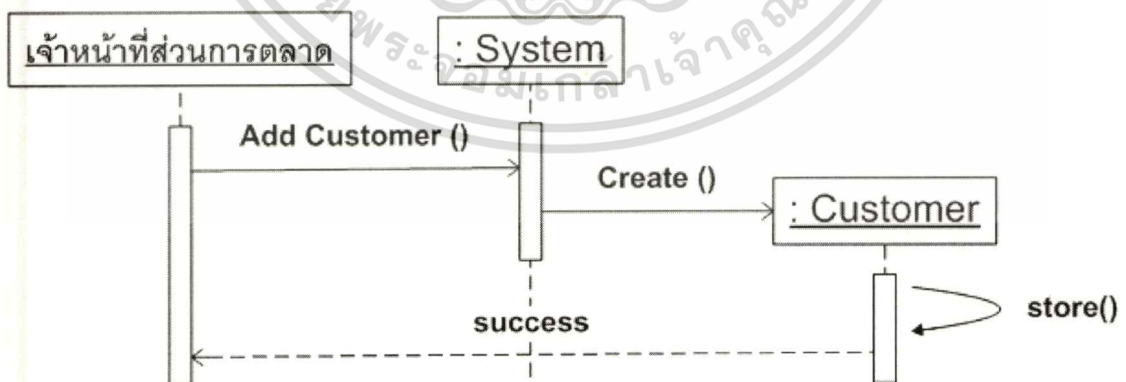 เจ้าหน้าที่ส่วนการตลาด
: System
Add Customer ()
Create ()
: Customer
store()
success